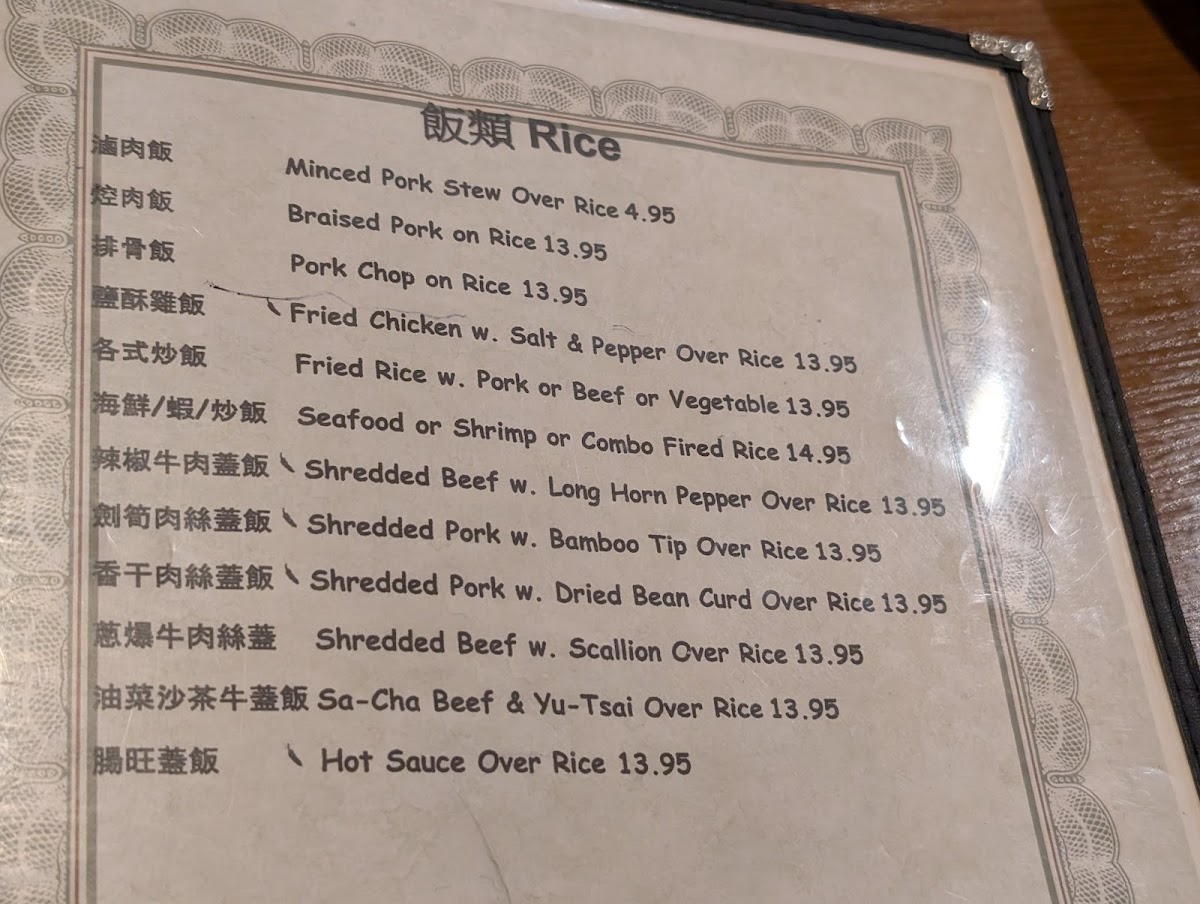 飯類 Rice
滷肉飯 Minced Pork Stew Over Rice 4.95
焢肉飯 Braised Pork on Rice 13.95
排骨飯 Pork Chop on Rice 13.95
鹽酥雞飯 Fried Chicken w. Salt & Pepper Over Rice 13.95
各式炒飯 Fried Rice w. Pork or Beef or Vegetable 13.95
海鮮/蝦/炒飯 Seafood or Shrimp or Combo Fired Rice 14.95
辣椒牛肉蓋飯 Shredded Beef w. Long Horn Pepper Over Rice 13.95
劍筍肉絲蓋飯 Shredded Pork w. Bamboo Tip Over Rice 13.95
香干肉絲蓋飯 Shredded Pork w. Dried Bean Curd Over Rice 13.95
蔥爆牛肉絲蓋 Shredded Beef w. Scallion Over Rice 13.95
油菜沙茶牛蓋飯 Sa-Cha Beef & Yu-Tsai Over Rice 13.95
腸旺蓋飯 Hot Sauce Over Rice 13.95